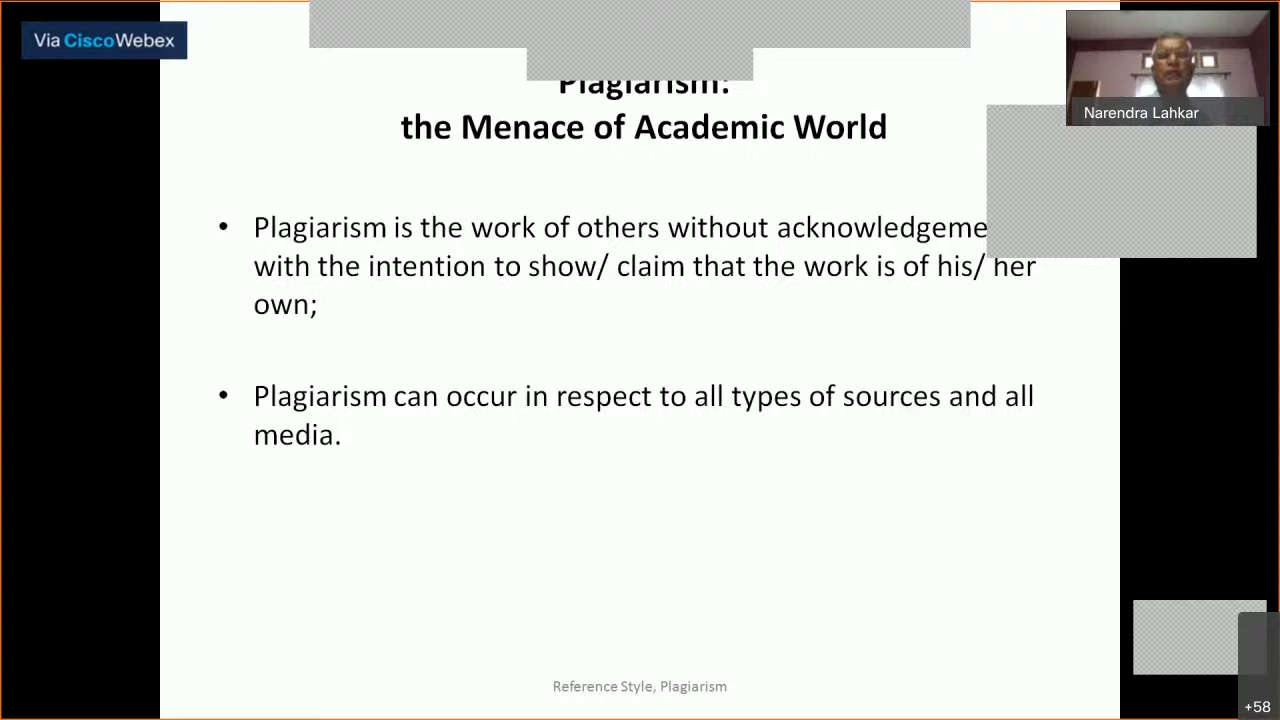 Via CiscoWebex
Plagiarism:
the Menace of Academic World
Narendra Lahkar
• Plagiarism is the work of others without acknowledgeme
with the intention to show/ claim that the work is of his/ her
own;
• Plagiarism can occur in respect to all types of sources and all
media.
Reference Style, Plagiarism
+58